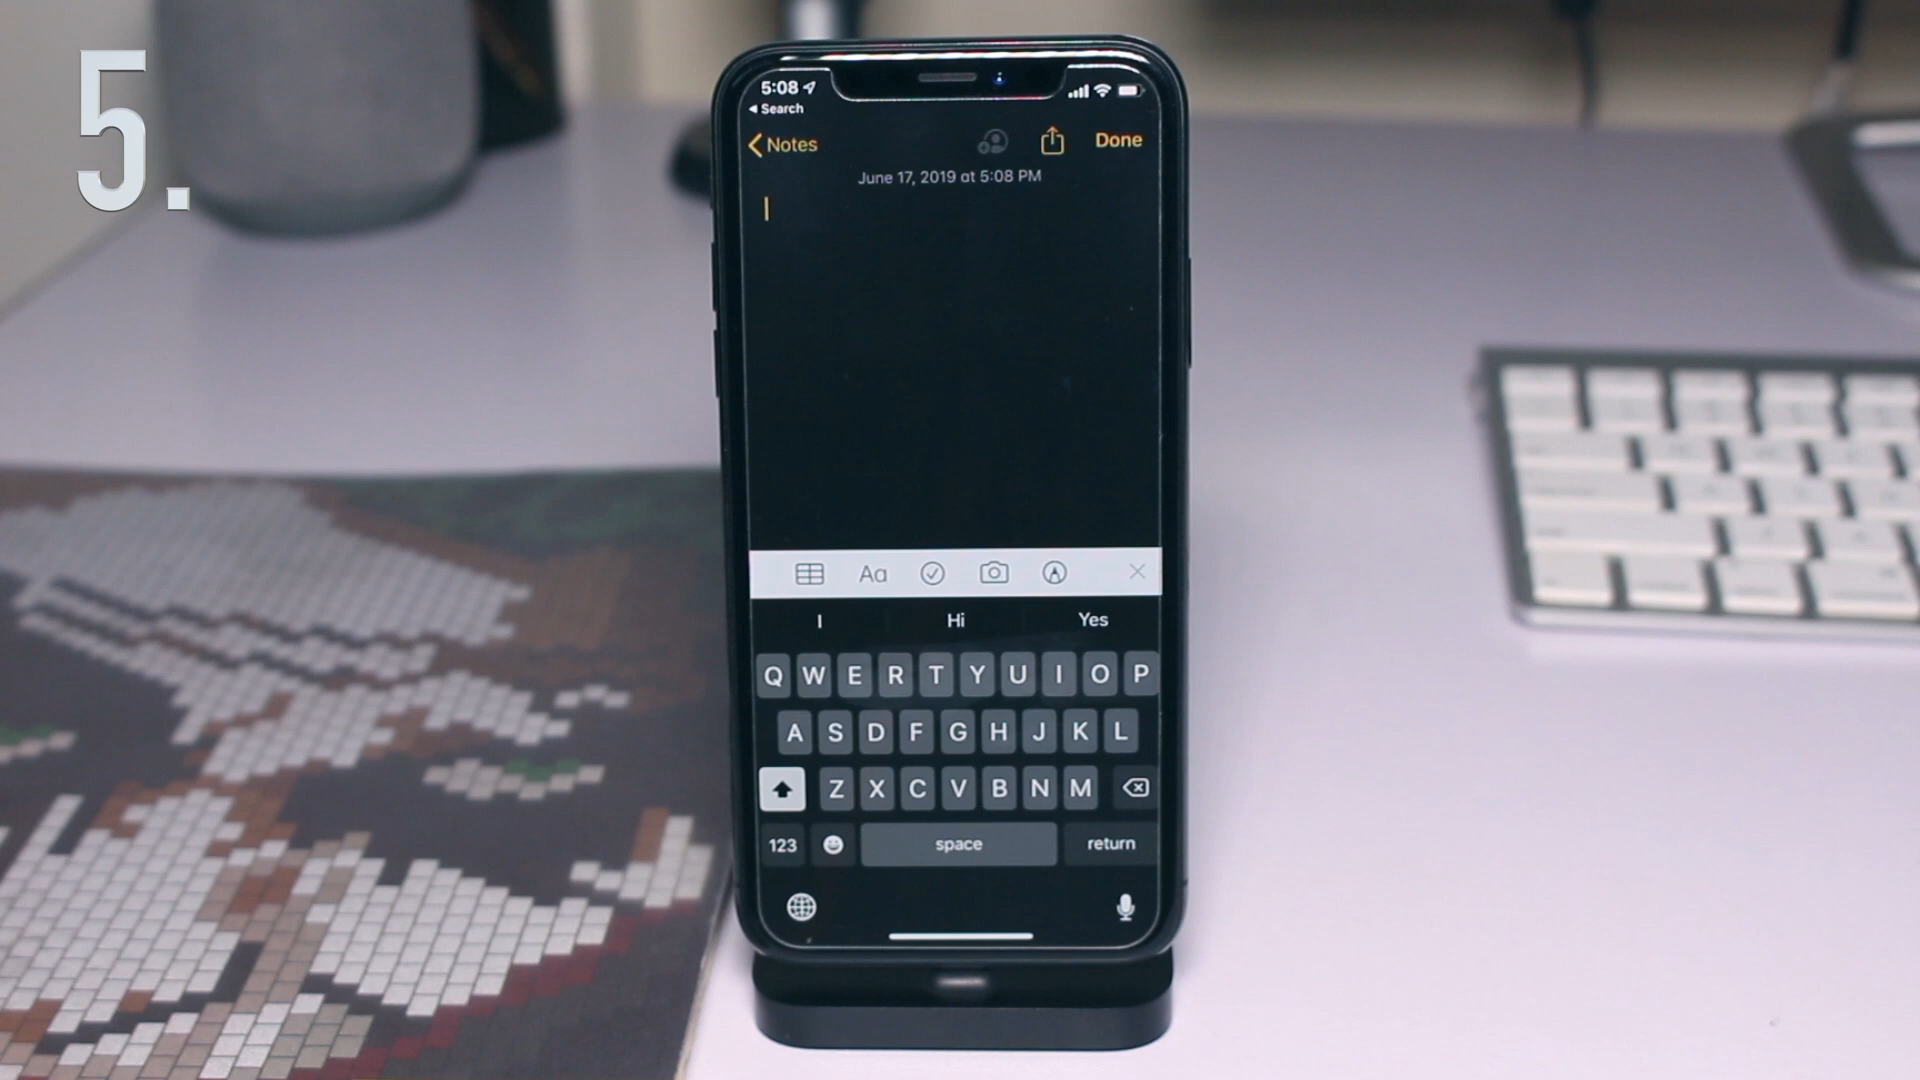 5.
5:08
Search
Notes
Done
June 17, 2019 at 5:08 PM
Aa
I Hi Yes
Q W E R T Y U I O P
A S D F G H J K L
Z X C V B N M
123 space return